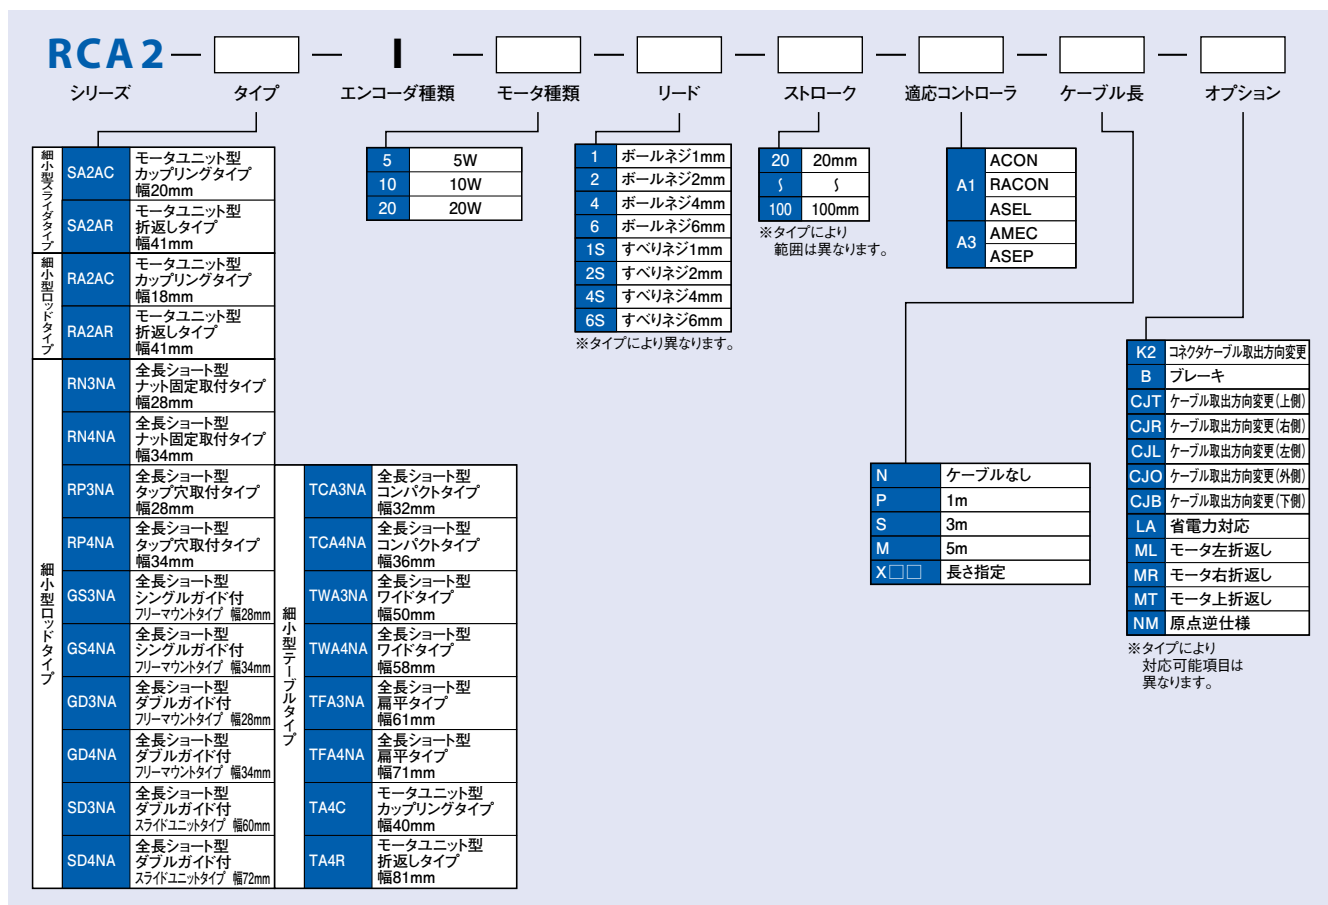 RCA2 ― □ ― I ― □ ― □ ― □ ― □ ― □ ― □
シリーズ
タイプ
エンコーダ種類
モータ種類
リード
ストローク
適応コントローラ
ケーブル長
オプション
細小型スライダタイプ
SA2AC
モータユニット型
カップリングタイプ
幅20mm
SA2AR
モータユニット型
折返しタイプ
幅41mm
細小型ロッドタイプ
RA2AC
モータユニット型
カップリングタイプ
幅18mm
RA2AR
モータユニット型
折返しタイプ
幅41mm
細小型ロッドタイプ
RN3NA
全長ショート型
ナット固定取付タイプ
幅28mm
RN4NA
全長ショート型
ナット固定取付タイプ
幅34mm
RP3NA
全長ショート型
タップ穴取付タイプ
幅28mm
RP4NA
全長ショート型
タップ穴取付タイプ
幅34mm
GS3NA
全長ショート型
シングルガイド付
フリーマウントタイプ 幅28mm
GS4NA
全長ショート型
シングルガイド付
フリーマウントタイプ 幅34mm
GD3NA
全長ショート型
ダブルガイド付
フリーマウントタイプ 幅28mm
GD4NA
全長ショート型
ダブルガイド付
フリーマウントタイプ 幅34mm
SD3NA
全長ショート型
ダブルガイド付
スライドユニットタイプ 幅60mm
SD4NA
全長ショート型
ダブルガイド付
スライドユニットタイプ 幅72mm
細小型テーブルタイプ
TCA3NA
全長ショート型
コンパクトタイプ
幅32mm
TCA4NA
全長ショート型
コンパクトタイプ
幅36mm
TWA3NA
全長ショート型
ワイドタイプ
幅50mm
TWA4NA
全長ショート型
ワイドタイプ
幅58mm
TFA3NA
全長ショート型
扁平タイプ
幅61mm
TFA4NA
全長ショート型
扁平タイプ
幅71mm
TA4C
モータユニット型
カップリングタイプ
幅40mm
TA4R
モータユニット型
折返しタイプ
幅81mm
5 5W
10 10W
20 20W
1 ボールネジ1mm
2 ボールネジ2mm
4 ボールネジ4mm
6 ボールネジ6mm
1S すべりネジ1mm
2S すべりネジ2mm
4S すべりネジ4mm
6S すべりネジ6mm
※タイプにより異なります。
20 20mm
〜 〜
100 100mm
※タイプにより
範囲は異なります。
A1
ACON
RACON
ASEL
A3
AMEC
ASEP
N ケーブルなし
P 1m
S 3m
M 5m
X□□ 長さ指定
K2 コネクタケーブル取出方向変更
B ブレーキ
CJT ケーブル取出方向変更(上側)
CJR ケーブル取出方向変更(右側)
CJL ケーブル取出方向変更(左側)
CJO ケーブル取出方向変更(外側)
CJB ケーブル取出方向変更(下側)
LA 省電力対応
ML モータ左折返し
MR モータ右折返し
MT モータ上折返し
NM 原点逆仕様
※タイプにより
対応可能項目は
異なります。